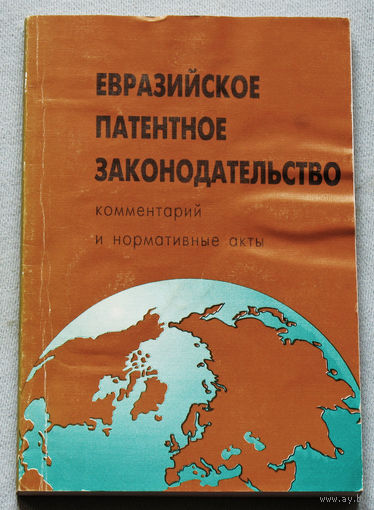 ЕВРАЗИЙСКОЕ
ПАТЕНТНОЕ
ЗАКОНОДАТЕЛЬСТВО
комментарий
и нормативные акты